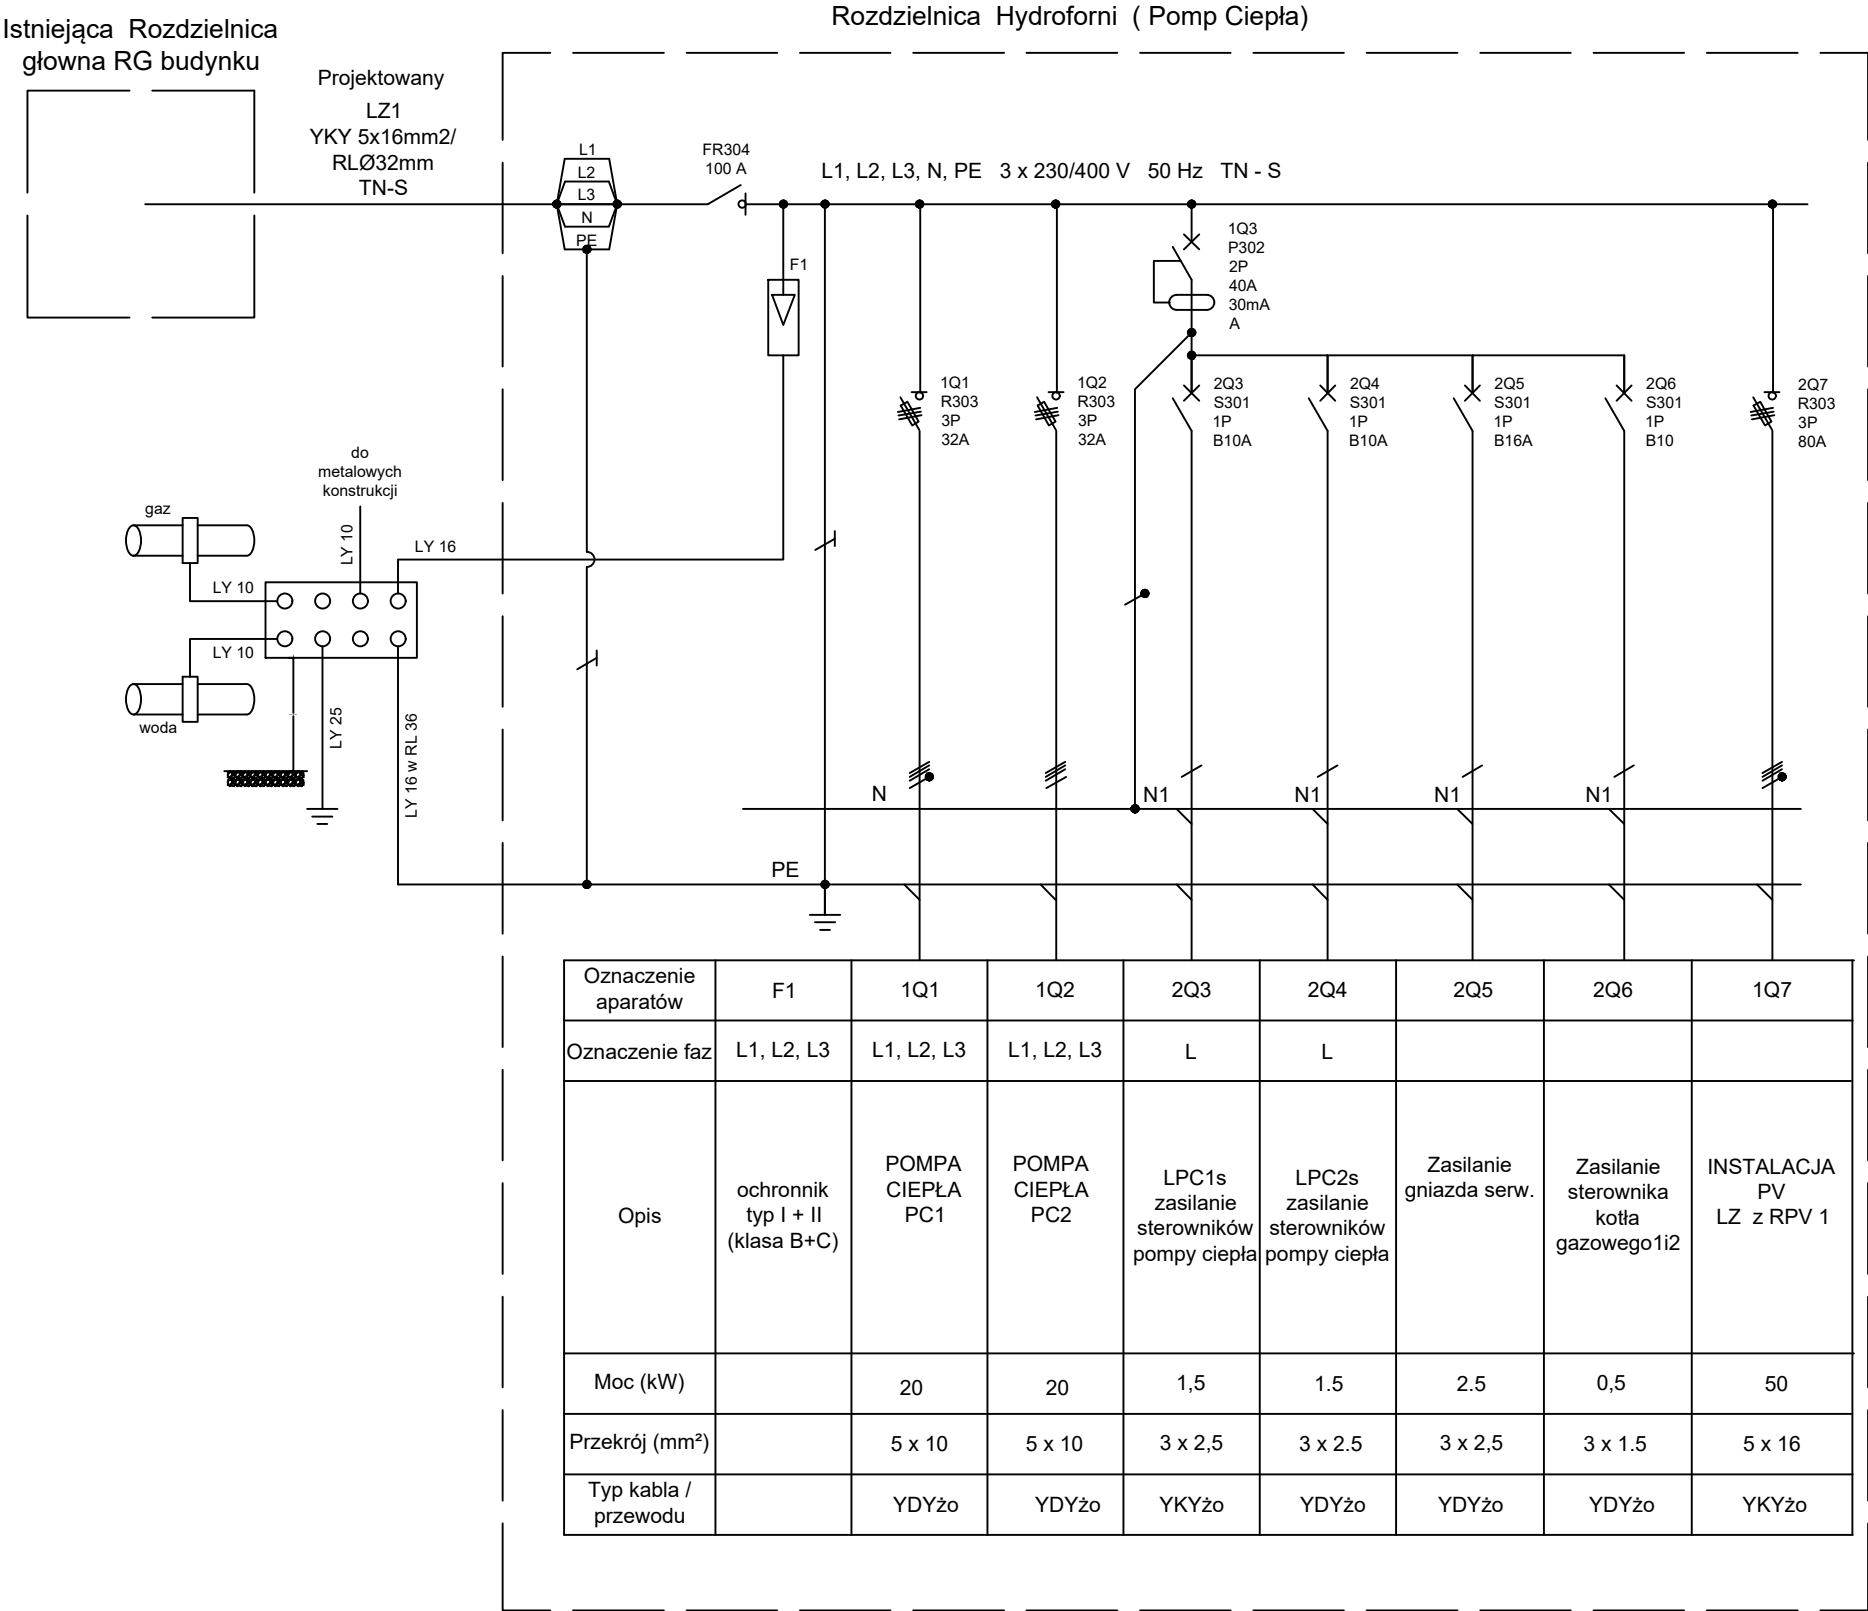 Istniejąca Rozdzielnica
głowna RG budynku
Rozdzielnica Hydroforni ( Pomp Ciepła)
Projektowany
LZ1
YKY 5x16mm2/
RLØ32mm
TN-S
L1
L2
L3
N
PE
FR304
100 A
L1, L2, L3, N, PE 3 x 230/400 V 50 Hz TN - S
F1
1Q3
P302
2P
40A
30mA
A
1Q1
R303
3P
32A
1Q2
R303
3P
32A
2Q3
S301
1P
B10A
2Q4
S301
1P
B10A
2Q5
S301
1P
B16A
2Q6
S301
1P
B10
2Q7
R303
3P
80A
do
metalowych
konstrukcji
gaz
LY 10
LY 16
LY 10
LY 10
woda
LY 25
LY 16 w RL 36
N
N1
N1
N1
N1
PE
Oznaczenie
aparatów
F1
1Q1
1Q2
2Q3
2Q4
2Q5
2Q6
1Q7
Oznaczenie faz
L1, L2, L3
L1, L2, L3
L1, L2, L3
L
L
Opis
ochronnik
typ I + II
(klasa B+C)
POMPA
CIEPŁA
PC1
POMPA
CIEPŁA
PC2
LPC1s
zasilanie
sterowników
pompy ciepła
LPC2s
zasilanie
sterowników
pompy ciepła
Zasilanie
gniazda serw.
Zasilanie
sterownika
kotła
gazowego1i2
INSTALACJA
PV
LZ z RPV 1
Moc (kW)
20
20
1,5
1.5
2.5
0,5
50
Przekrój (mm²)
5 x 10
5 x 10
3 x 2,5
3 x 2.5
3 x 2,5
3 x 1.5
5 x 16
Typ kabla /
przewodu
YDYżo
YDYżo
YKYżo
YDYżo
YDYżo
YDYżo
YKYżo